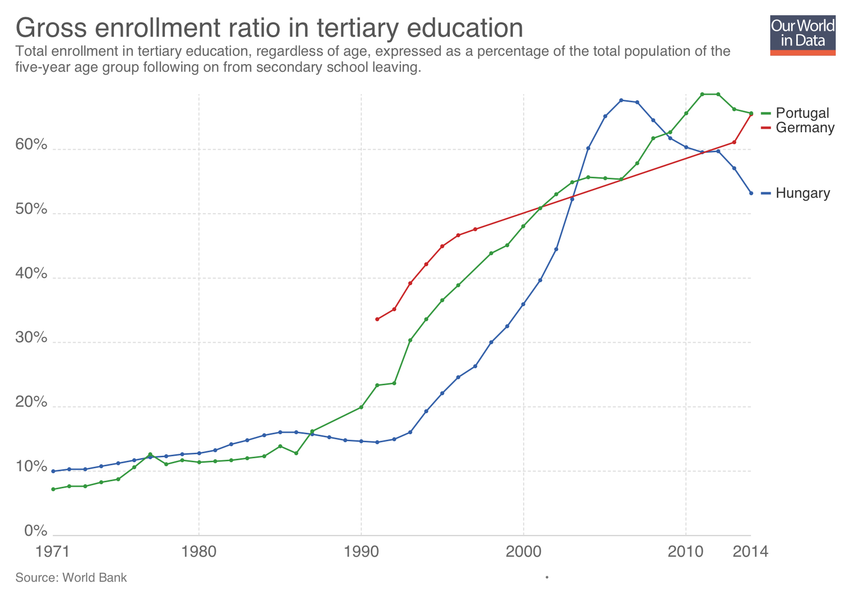 Gross enrollment ratio in tertiary education
Our World
in Data
Total enrollment in tertiary education, regardless of age, expressed as a percentage of the total population of the
five-year age group following on from secondary school leaving.
Portugal
Germany
Hungary
60%
50%
40%
30%
20%
10%
0%
1971
1980
1990
2000
2010
2014
Source: World Bank